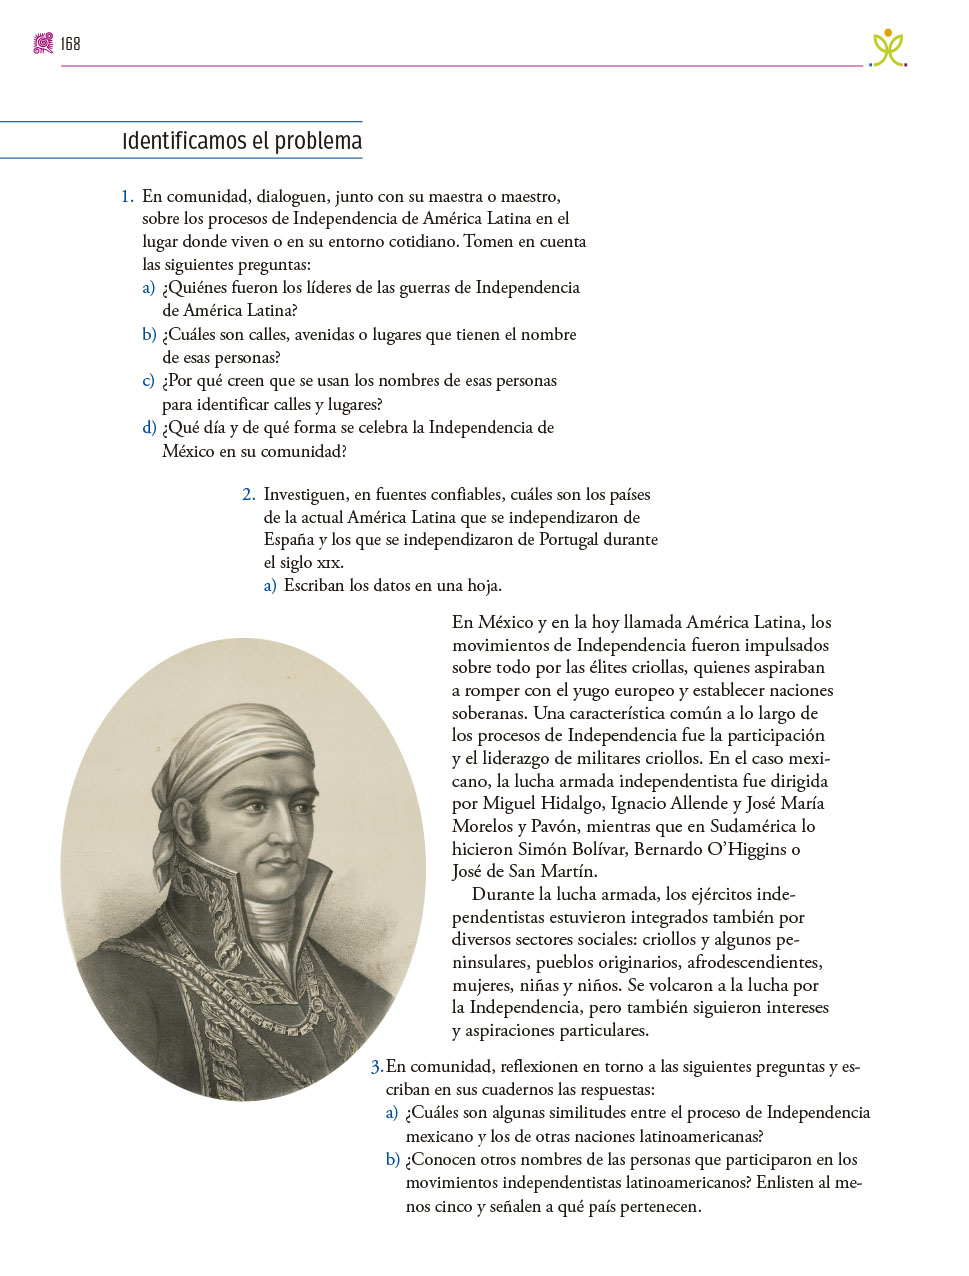 168
Identificamos el problema
1. En comunidad, dialoguen, junto con su maestra o maestro,
sobre los procesos de Independencia de América Latina en el
lugar donde viven o en su entorno cotidiano. Tomen en cuenta
las siguientes preguntas:
a) ¿Quiénes fueron los líderes de las guerras de Independencia
de América Latina?
b) ¿Cuáles son calles, avenidas o lugares que tienen el nombre
de esas personas?
c) ¿Por qué creen que se usan los nombres de esas personas
para identificar calles y lugares?
d) ¿Qué día y de qué forma se celebra la Independencia de
México en su comunidad?
2. Investiguen, en fuentes confiables, cuáles son los países
de la actual América Latina que se independizaron de
España y los que se independizaron de Portugal durante
el siglo XIX.
a) Escriban los datos en una hoja.
En México y en la hoy llamada América Latina, los
movimientos de Independencia fueron impulsados
sobre todo por las élites criollas, quienes aspiraban
a romper con el yugo europeo y establecer naciones
soberanas. Una característica común a lo largo de
los procesos de Independencia fue la participación
y el liderazgo de militares criollos. En el caso mexi-
cano, la lucha armada independentista fue dirigida
por Miguel Hidalgo, Ignacio Allende y José María
Morelos y Pavón, mientras que en Sudamérica lo
hicieron Simón Bolívar, Bernardo O’Higgins o
José de San Martín.
Durante la lucha armada, los ejércitos inde-
pendentistas estuvieron integrados también por
diversos sectores sociales: criollos y algunos pe-
ninsulares, pueblos originarios, afrodescendientes,
mujeres, niñas y niños. Se volcaron a la lucha por
la Independencia, pero también siguieron intereses
y aspiraciones particulares.
3. En comunidad, reflexionen en torno a las siguientes preguntas y es-
criban en sus cuadernos las respuestas:
a) ¿Cuáles son algunas similitudes entre el proceso de Independencia
mexicano y los de otras naciones latinoamericanas?
b) ¿Conocen otros nombres de las personas que participaron en los
movimientos independentistas latinoamericanos? Enlisten al me-
nos cinco y señalen a qué país pertenecen.